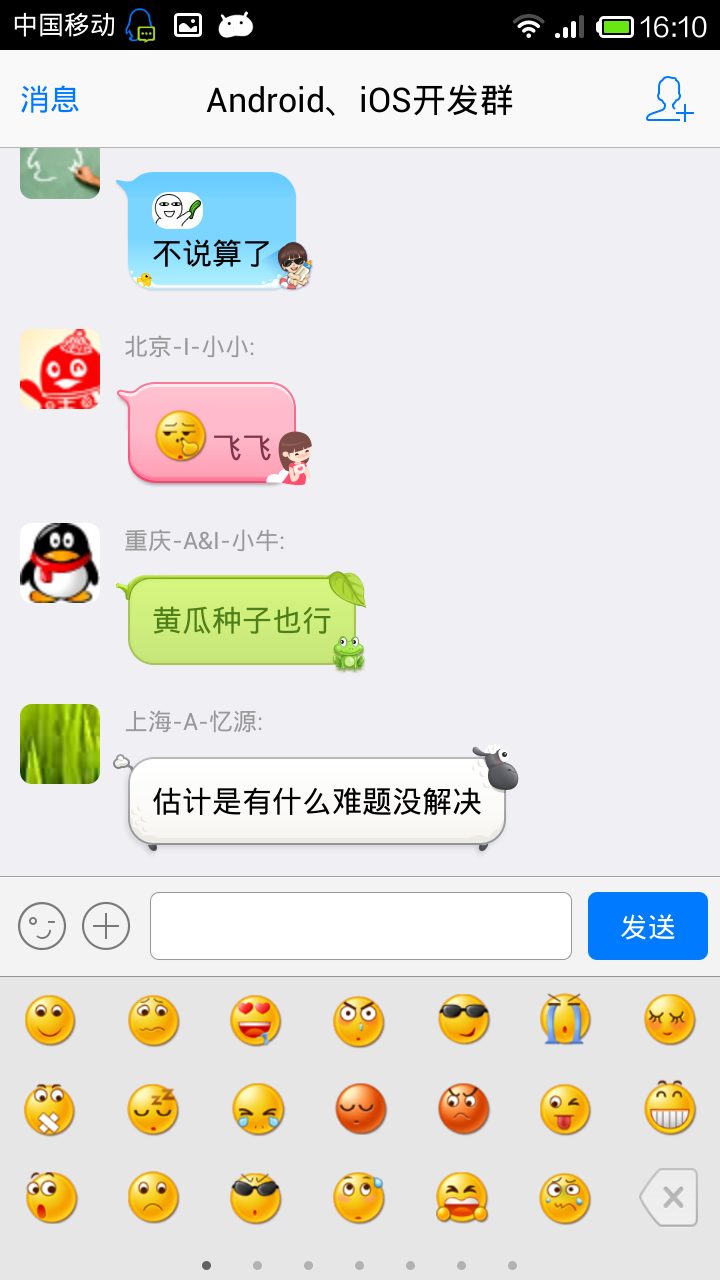 中国移动 16:10
消息 Android、iOS开发群
不说算了
北京-I-小小:
飞飞
重庆-A&I-小牛:
黄瓜种子也行
上海-A-忆源:
估计是有什么难题没解决
发送